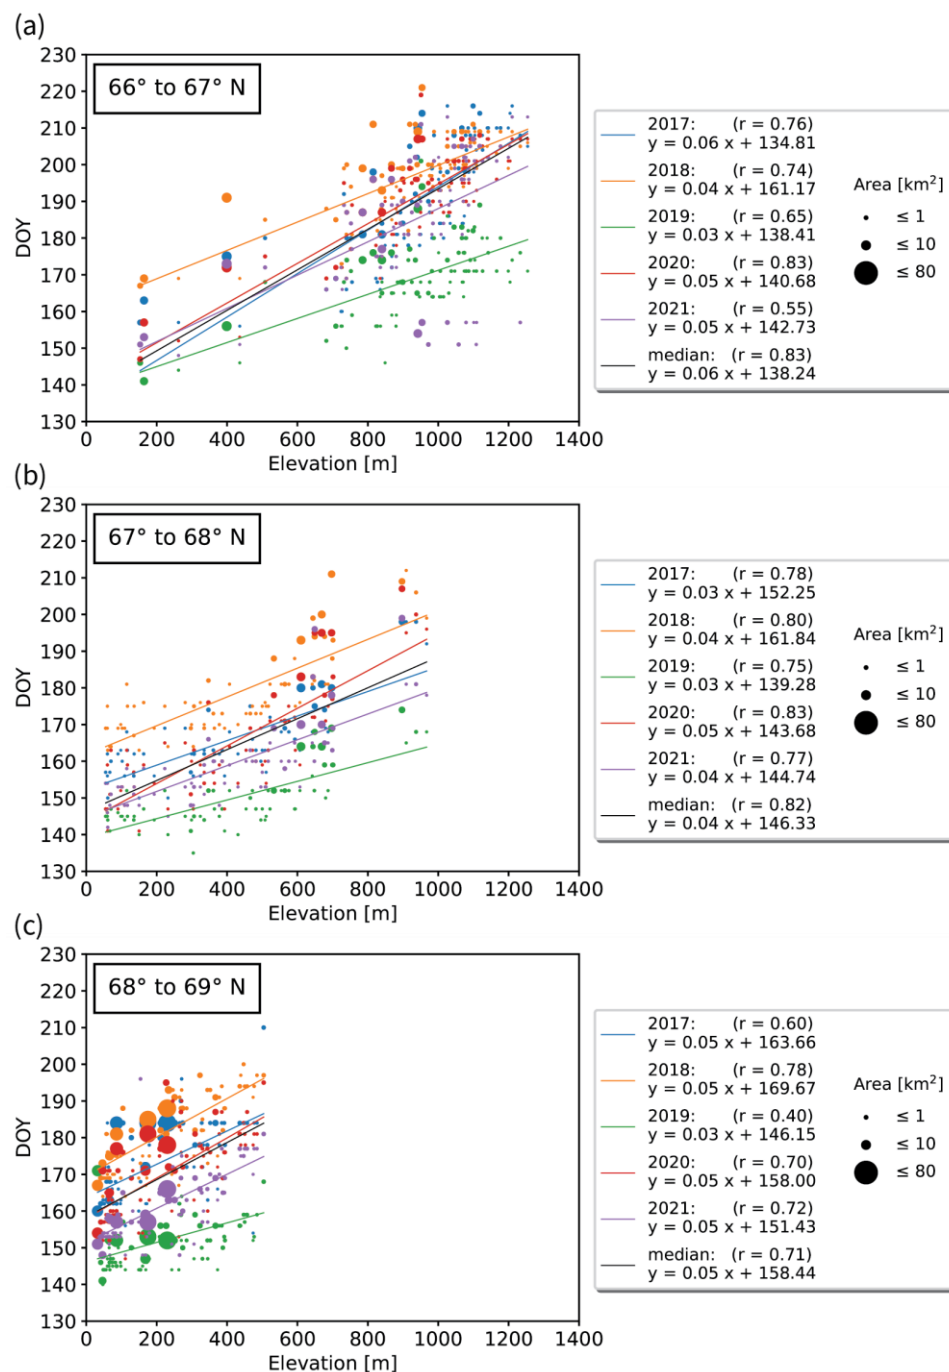 (a)
230
220
210
200
190
180
170
160
150
140
130
DOY
66° to 67° N
0 200 400 600 800 1000 1200 1400
Elevation [m]
2017: (r = 0.76)
y = 0.06 x + 134.81
2018: (r = 0.74)
y = 0.04 x + 161.17
2019: (r = 0.65)
y = 0.03 x + 138.41
2020: (r = 0.83)
y = 0.05 x + 140.68
2021: (r = 0.55)
y = 0.05 x + 142.73
median: (r = 0.83)
y = 0.06 x + 138.24
Area [km²]
≤ 1
≤ 10
≤ 80
(b)
230
220
210
200
190
180
170
160
150
140
130
DOY
67° to 68° N
0 200 400 600 800 1000 1200 1400
Elevation [m]
2017: (r = 0.78)
y = 0.03 x + 152.25
2018: (r = 0.80)
y = 0.04 x + 161.84
2019: (r = 0.75)
y = 0.03 x + 139.28
2020: (r = 0.83)
y = 0.05 x + 143.68
2021: (r = 0.77)
y = 0.04 x + 144.74
median: (r = 0.82)
y = 0.04 x + 146.33
Area [km²]
≤ 1
≤ 10
≤ 80
(c)
230
220
210
200
190
180
170
160
150
140
130
DOY
68° to 69° N
0 200 400 600 800 1000 1200 1400
Elevation [m]
2017: (r = 0.60)
y = 0.05 x + 163.66
2018: (r = 0.78)
y = 0.05 x + 169.67
2019: (r = 0.40)
y = 0.03 x + 146.15
2020: (r = 0.70)
y = 0.05 x + 158.00
2021: (r = 0.72)
y = 0.05 x + 151.43
median: (r = 0.71)
y = 0.05 x + 158.44
Area [km²]
≤ 1
≤ 10
≤ 80